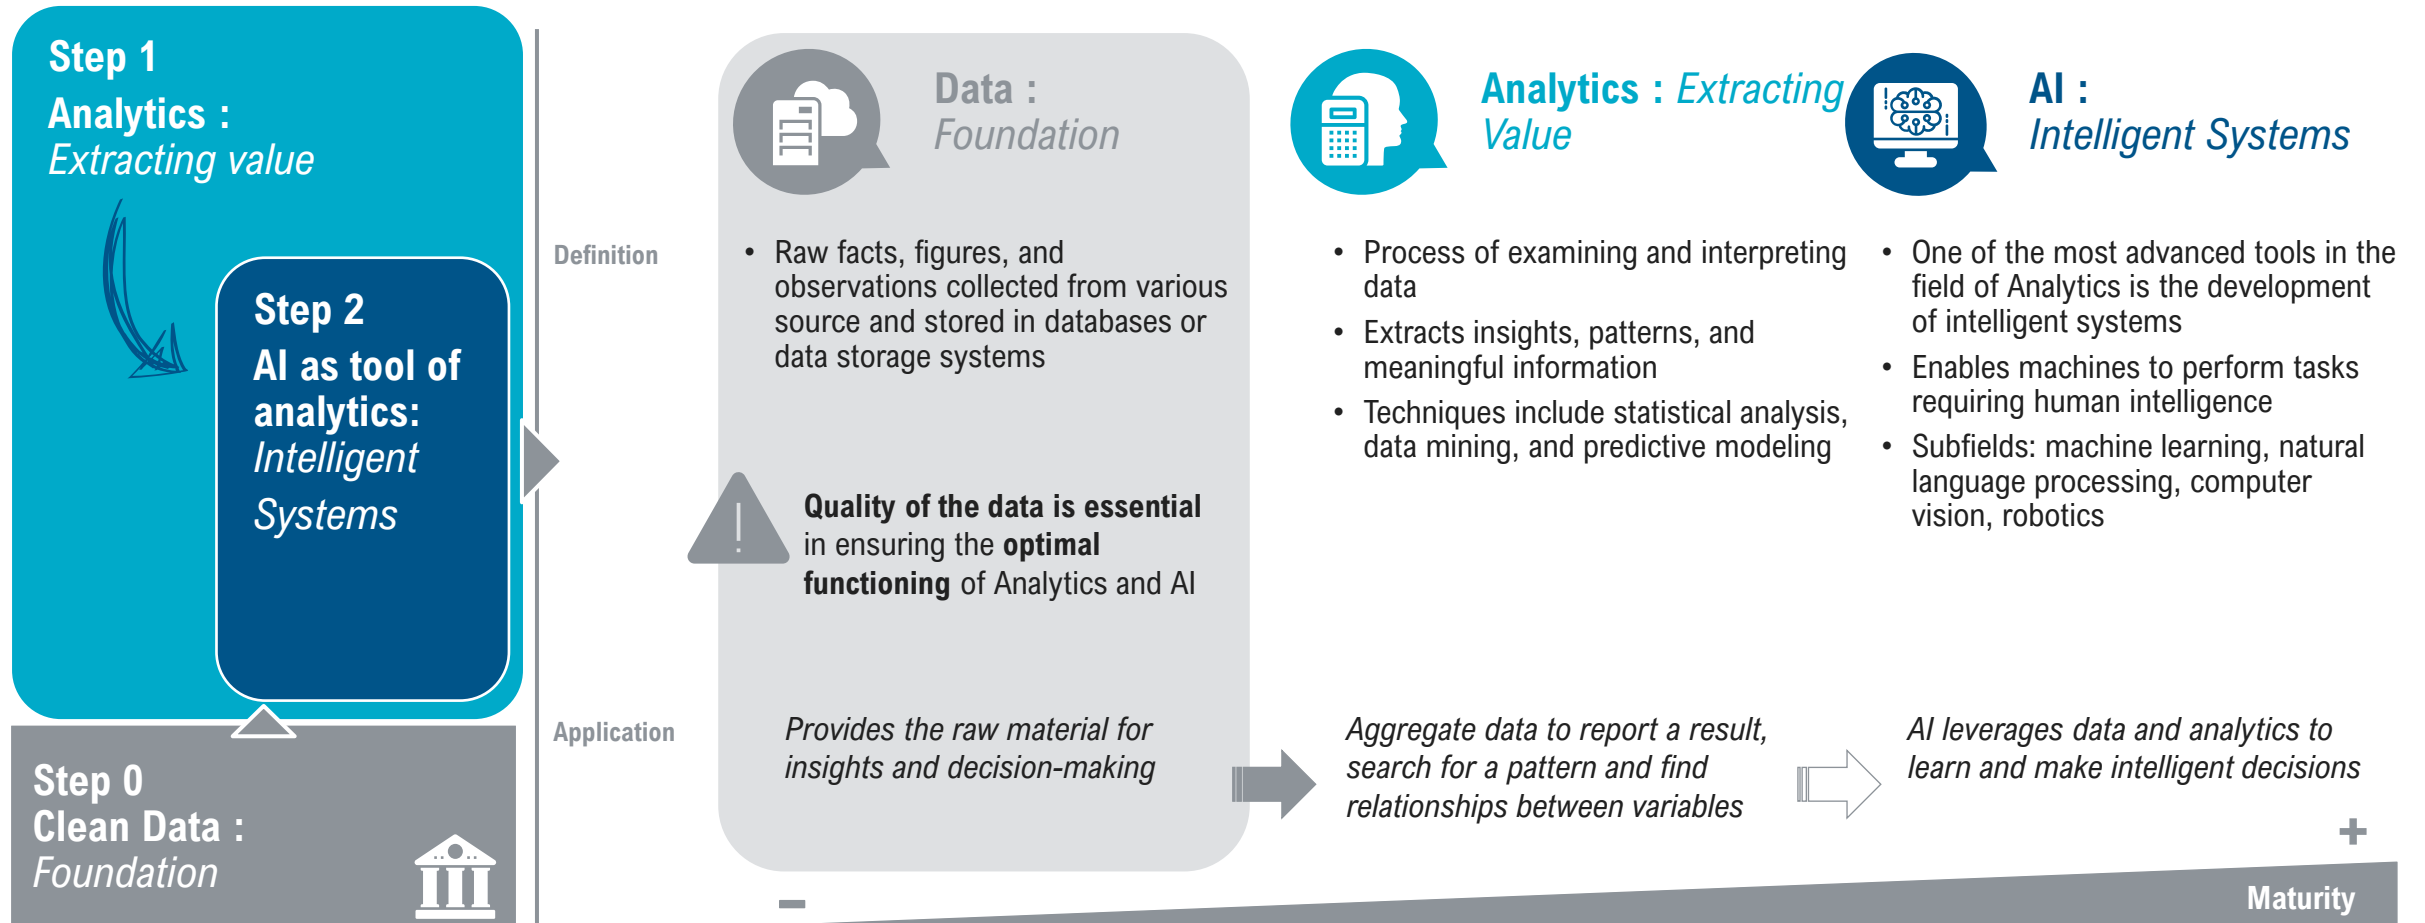 Step 1
Analytics :
Extracting value
Step 2
AI as tool of
analytics:
Intelligent
Systems
Step 0
Clean Data :
Foundation
Definition
Application
Data :
Foundation
• Raw facts, figures, and
observations collected from various
source and stored in databases or
data storage systems
Quality of the data is essential
in ensuring the optimal
functioning of Analytics and AI
Provides the raw material for
insights and decision-making
Analytics : Extracting
Value
• Process of examining and interpreting
data
• Extracts insights, patterns, and
meaningful information
• Techniques include statistical analysis,
data mining, and predictive modeling
Aggregate data to report a result,
search for a pattern and find
relationships between variables
AI :
Intelligent Systems
• One of the most advanced tools in the
field of Analytics is the development
of intelligent systems
• Enables machines to perform tasks
requiring human intelligence
• Subfields: machine learning, natural
language processing, computer
vision, robotics
AI leverages data and analytics to
learn and make intelligent decisions
-
+
Maturity